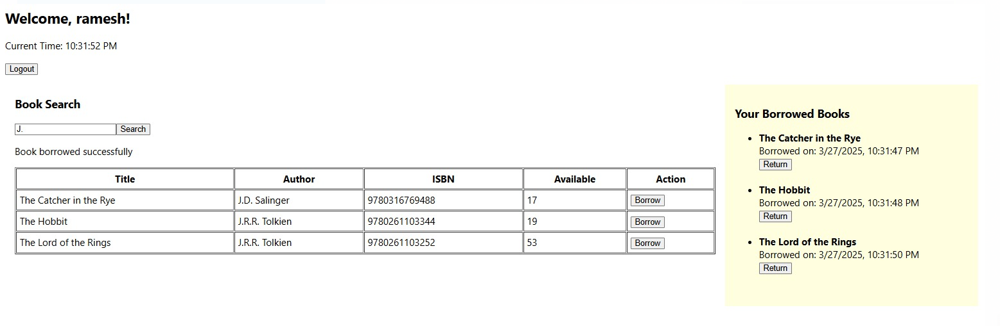 Welcome, ramesh!
Current Time: 10:31:52 PM
Logout
Book Search
J. Search
Book borrowed successfully
Title Author ISBN Available Action
The Catcher in the Rye J.D. Salinger 9780316769488 17 Borrow
The Hobbit J.R.R. Tolkien 9780261103344 19 Borrow
The Lord of the Rings J.R.R. Tolkien 9780261103252 53 Borrow
Your Borrowed Books
The Catcher in the Rye
Borrowed on: 3/27/2025, 10:31:47 PM
Return
The Hobbit
Borrowed on: 3/27/2025, 10:31:48 PM
Return
The Lord of the Rings
Borrowed on: 3/27/2025, 10:31:50 PM
Return